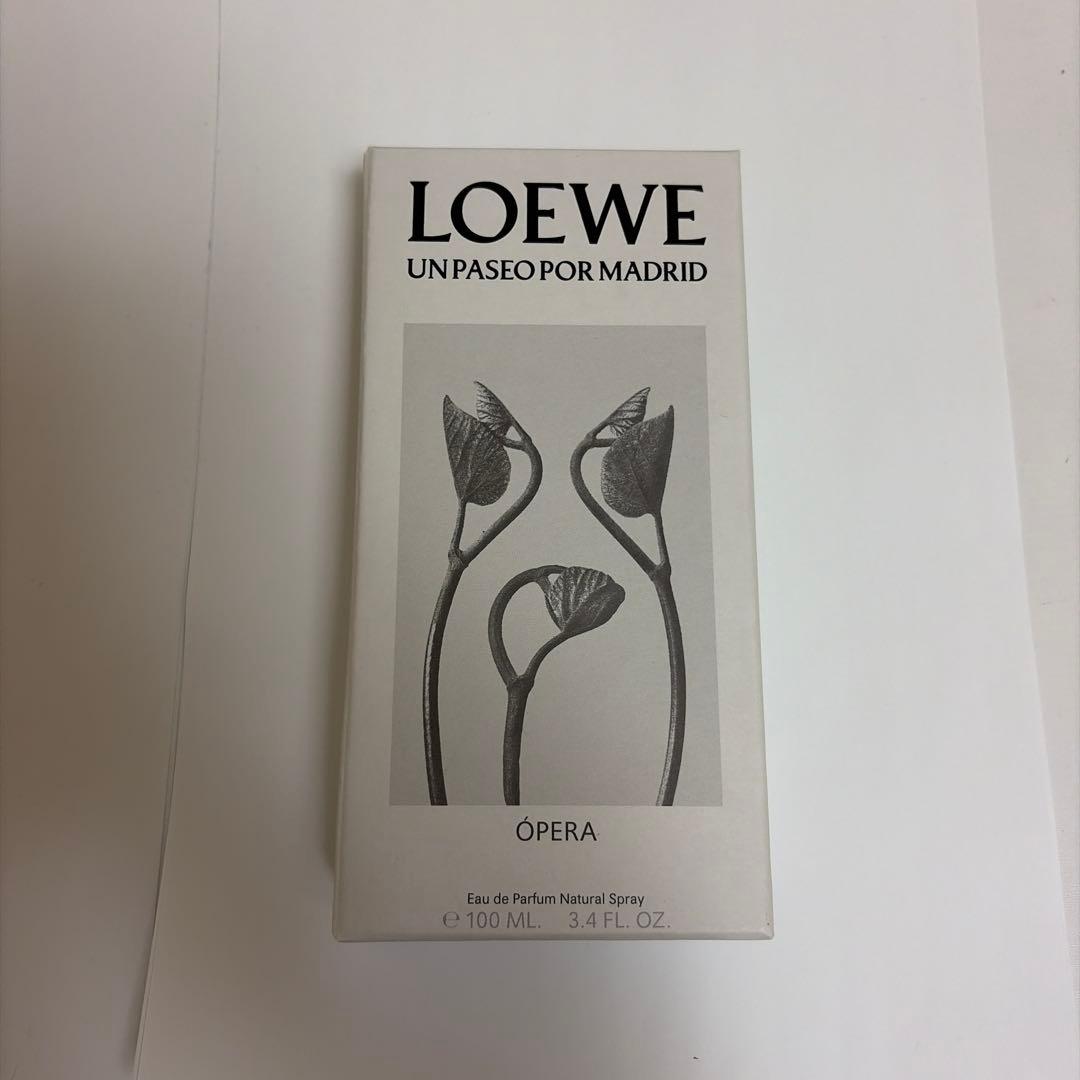 LOEWE
UN PASEO POR MADRID
ÓPERA
Eau de Parfum Natural Spray
℮ 100 ML. 3.4 FL. OZ.